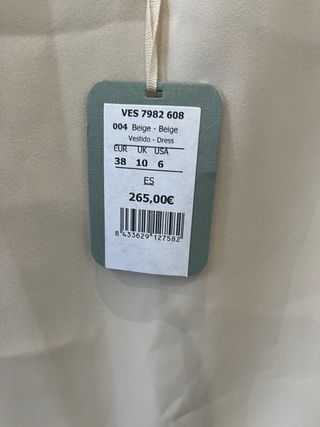 VES 7982 608
004 Beige - Beige
Vestido - Dress
EUR UK USA
38 10 6
ES
265,00€
8 433629 127582